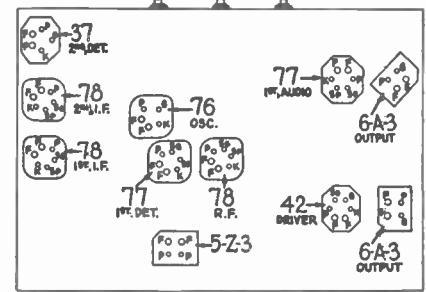 37
2ND, DET.
78
2ND, I.F.
78
1ST, I.F.
76
OSC.
77
1ST, DET.
78
R.F.
5-Z-3
77
1ST, AUDIO
6-A-3
OUTPUT
42
DRIVER
6-A-3
OUTPUT